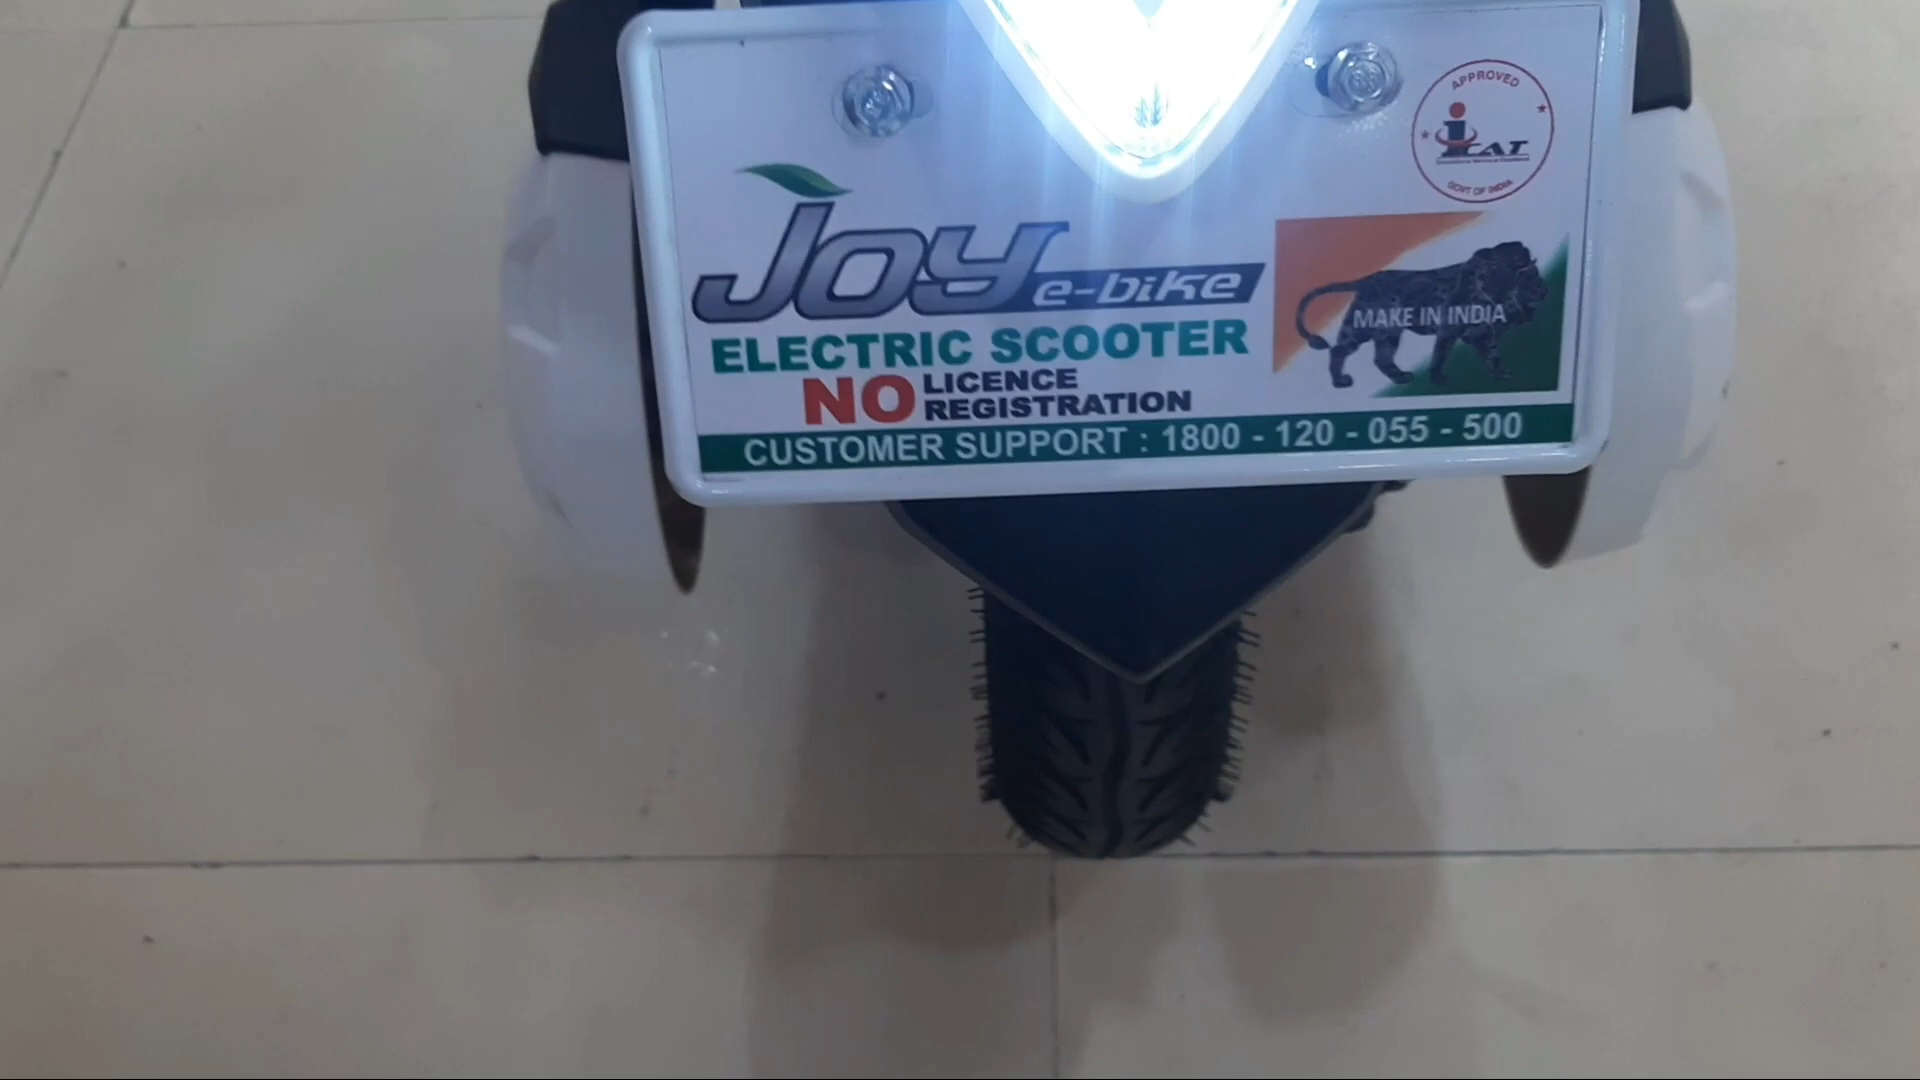 APPROVED
iCAT
GOVT OF INDIA
Joy e-bike
MAKE IN INDIA
ELECTRIC SCOOTER
NO LICENCE
REGISTRATION
CUSTOMER SUPPORT : 1800 - 120 - 055 - 500